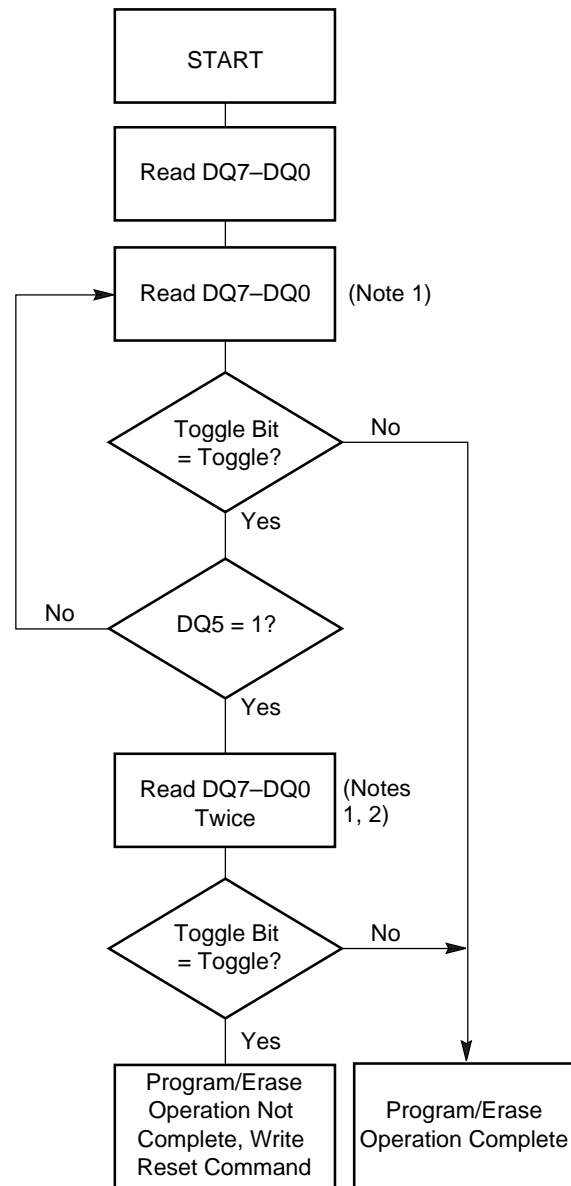 START
Read DQ7–DQ0
Read DQ7–DQ0
(Note 1)
Toggle Bit
= Toggle?
No
Yes
No
DQ5 = 1?
Yes
Read DQ7–DQ0
Twice
(Notes
1, 2)
Toggle Bit
= Toggle?
No
Yes
Program/Erase
Operation Not
Complete, Write
Reset Command
Program/Erase
Operation Complete